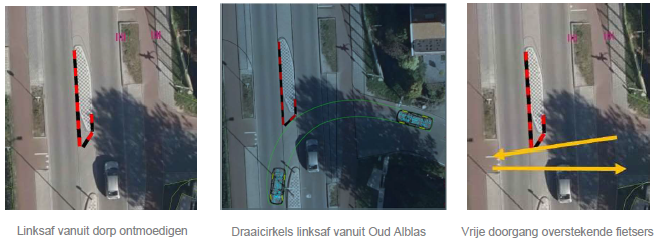 Linksaf vanuit dorp ontmoedigen
Draaicirkels linksaf vanuit Oud Alblas
Vrije doorgang overstekende fietsers